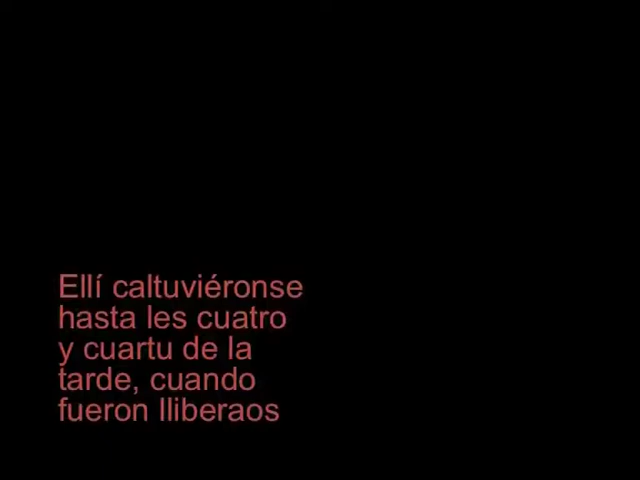 Ellí caltuviéronse
hasta les cuatro
y cuartu de la
tarde, cuando
fueron lliberaos